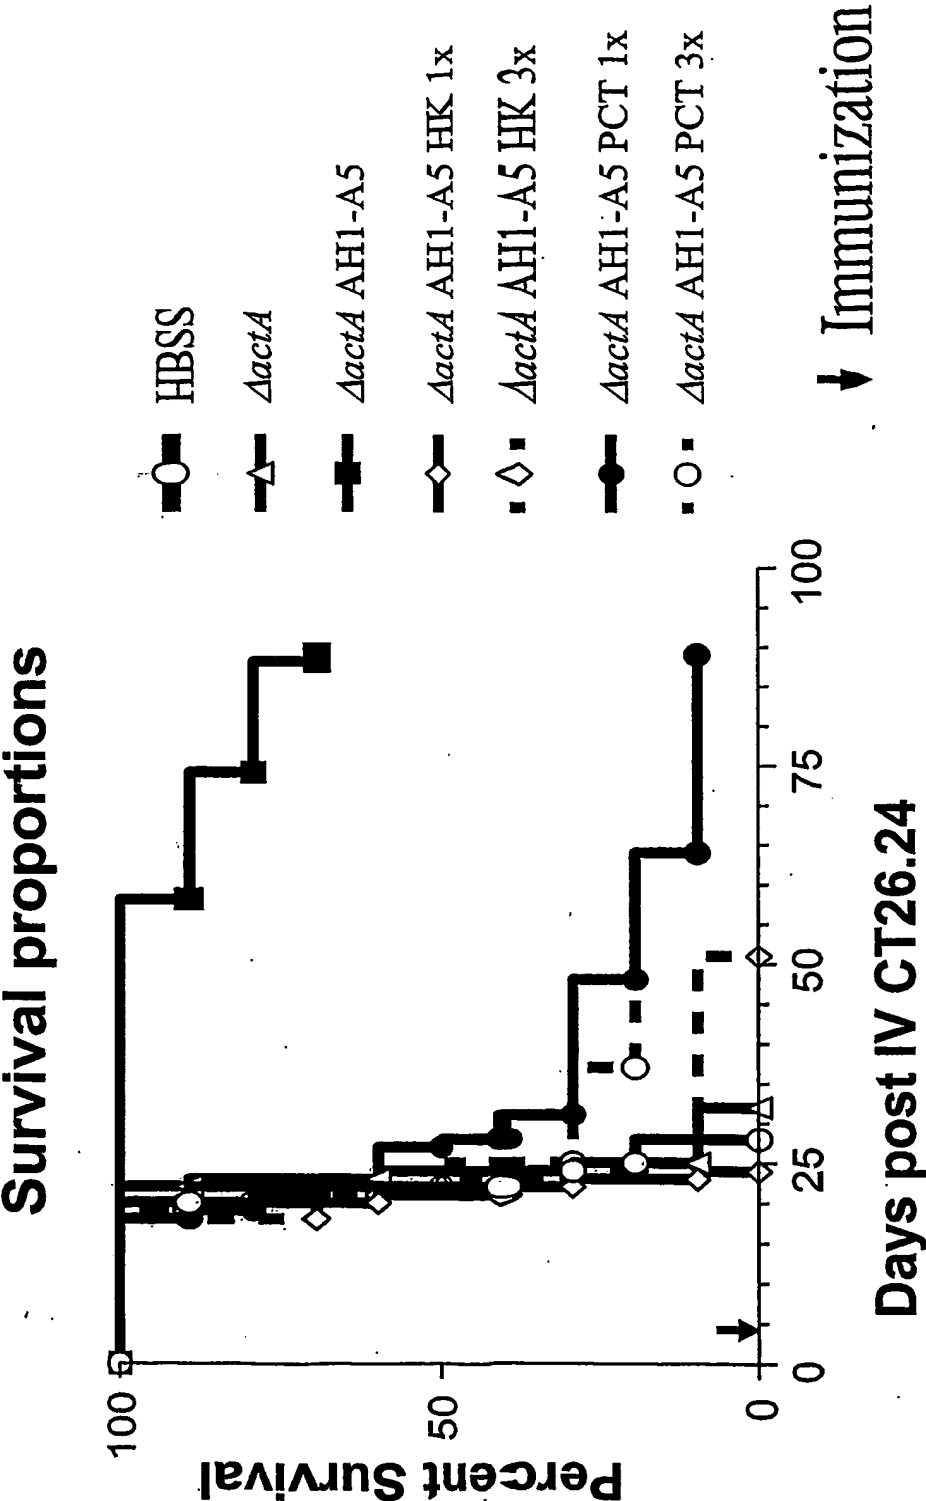 Survival proportions
Percent Survival
100
50
0
0
25
50
75
100
Days post IV CT26.24
HBSS
ΔactA
ΔactA AH1-A5
ΔactA AH1-A5 HK 1x
ΔactA AH1-A5 HK 3x
ΔactA AH1-A5 PCT 1x
ΔactA AH1-A5 PCT 3x
Immunization